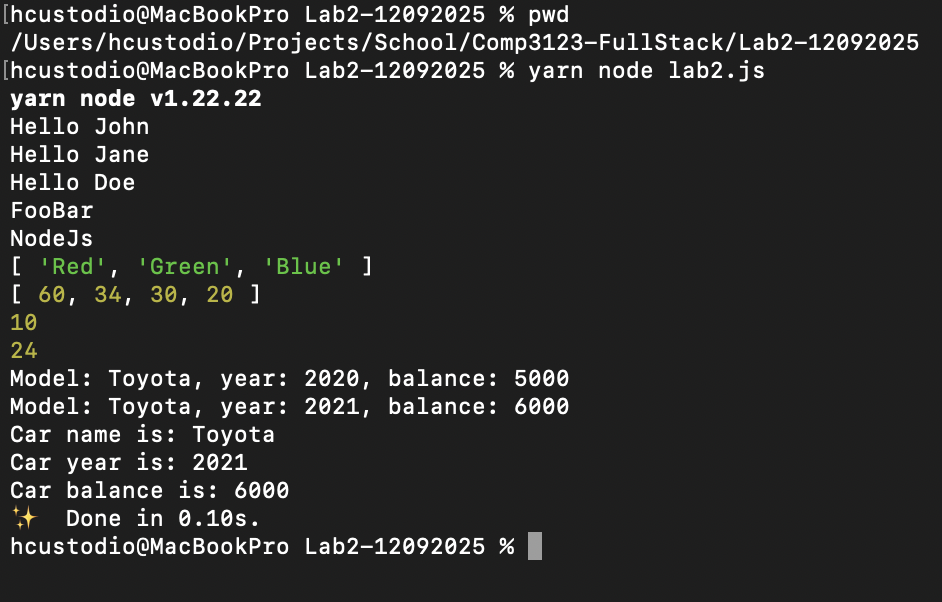 [hcustodio@MacBookPro Lab2-12092025 % pwd
/Users/hcustodio/Projects/School/Comp3123-FullStack/Lab2-12092025
[hcustodio@MacBookPro Lab2-12092025 % yarn node lab2.js
yarn node v1.22.22
Hello John
Hello Jane
Hello Doe
FooBar
NodeJs
[ 'Red', 'Green', 'Blue' ]
[ 60, 34, 30, 20 ]
10
24
Model: Toyota, year: 2020, balance: 5000
Model: Toyota, year: 2021, balance: 6000
Car name is: Toyota
Car year is: 2021
Car balance is: 6000
✨  Done in 0.10s.
hcustodio@MacBookPro Lab2-12092025 %